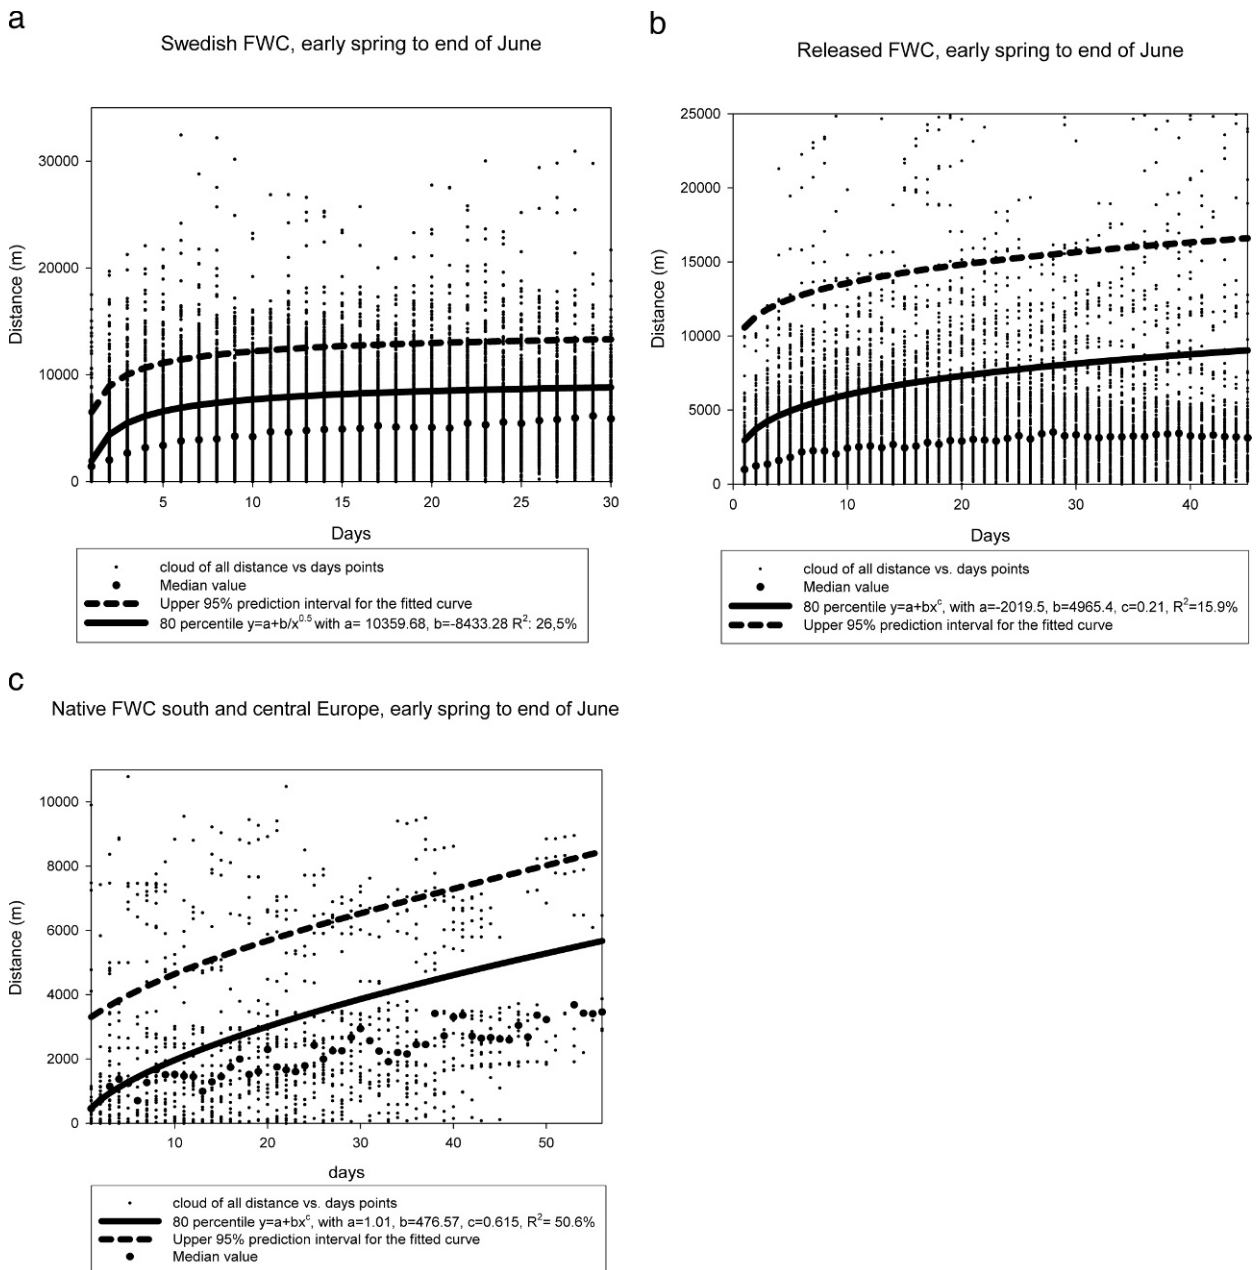 a
Swedish FWC, early spring to end of June
30000
20000
10000
0
Distance (m)
5 10 15 20 25 30
Days
cloud of all distance vs days points
Median value
Upper 95% prediction interval for the fitted curve
80 percentile y=a+b/x^0.5 with a= 10359.68, b=-8433.28 R²: 26,5%
b
Released FWC, early spring to end of June
25000
20000
15000
10000
5000
0
Distance (m)
0 10 20 30 40
Days
cloud of all distance vs. days points
Median value
80 percentile y=a+bx^c, with a=-2019.5, b=4965.4, c=0.21, R²=15.9%
Upper 95% prediction interval for the fitted curve
c
Native FWC south and central Europe, early spring to end of June
10000
8000
6000
4000
2000
0
Distance (m)
10 20 30 40 50
days
cloud of all distance vs. days points
80 percentile y=a+bx^c, with a=1.01, b=476.57, c=0.615, R²= 50.6%
Upper 95% prediction interval for the fitted curve
Median value